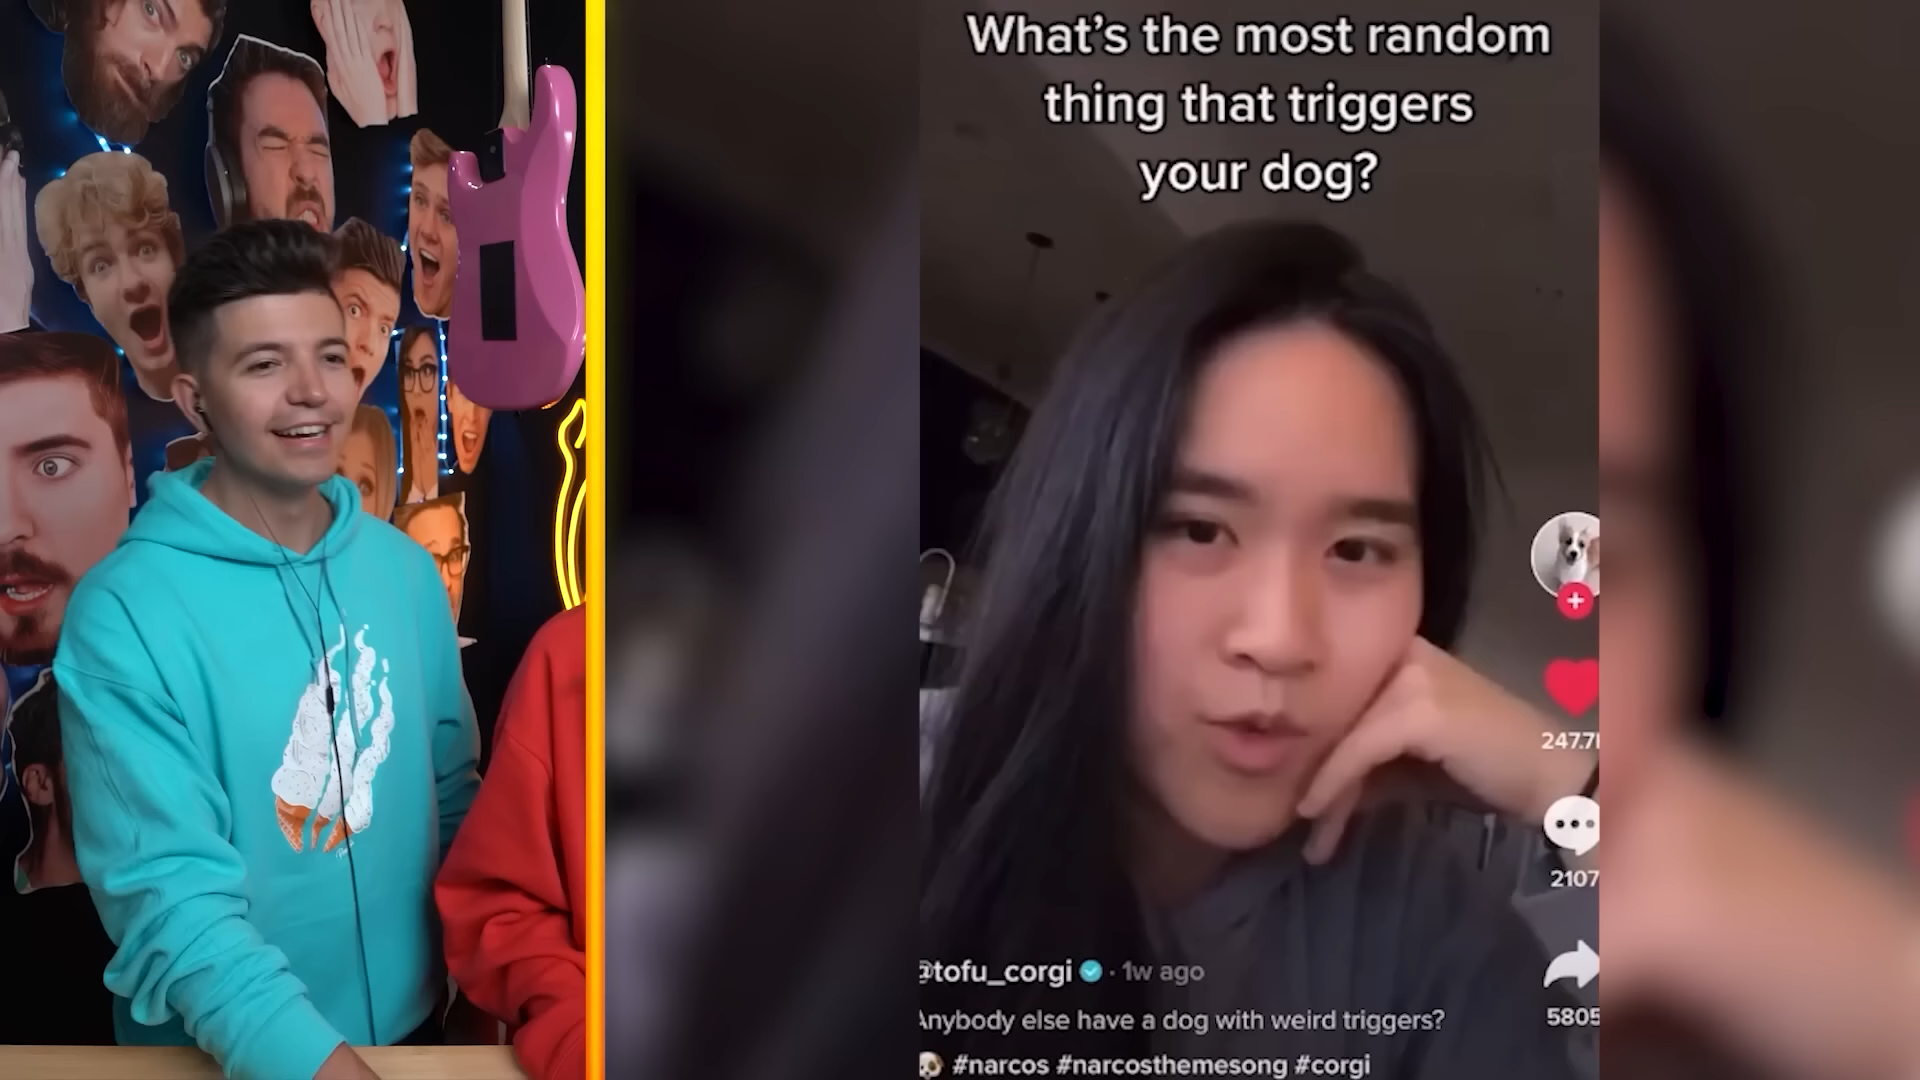 What's the most random
thing that triggers
your dog?
247.7
2107
5805
@tofu_corgi · 1w ago
Anybody else have a dog with weird triggers?
#narcos #narcosthemesong #corgi